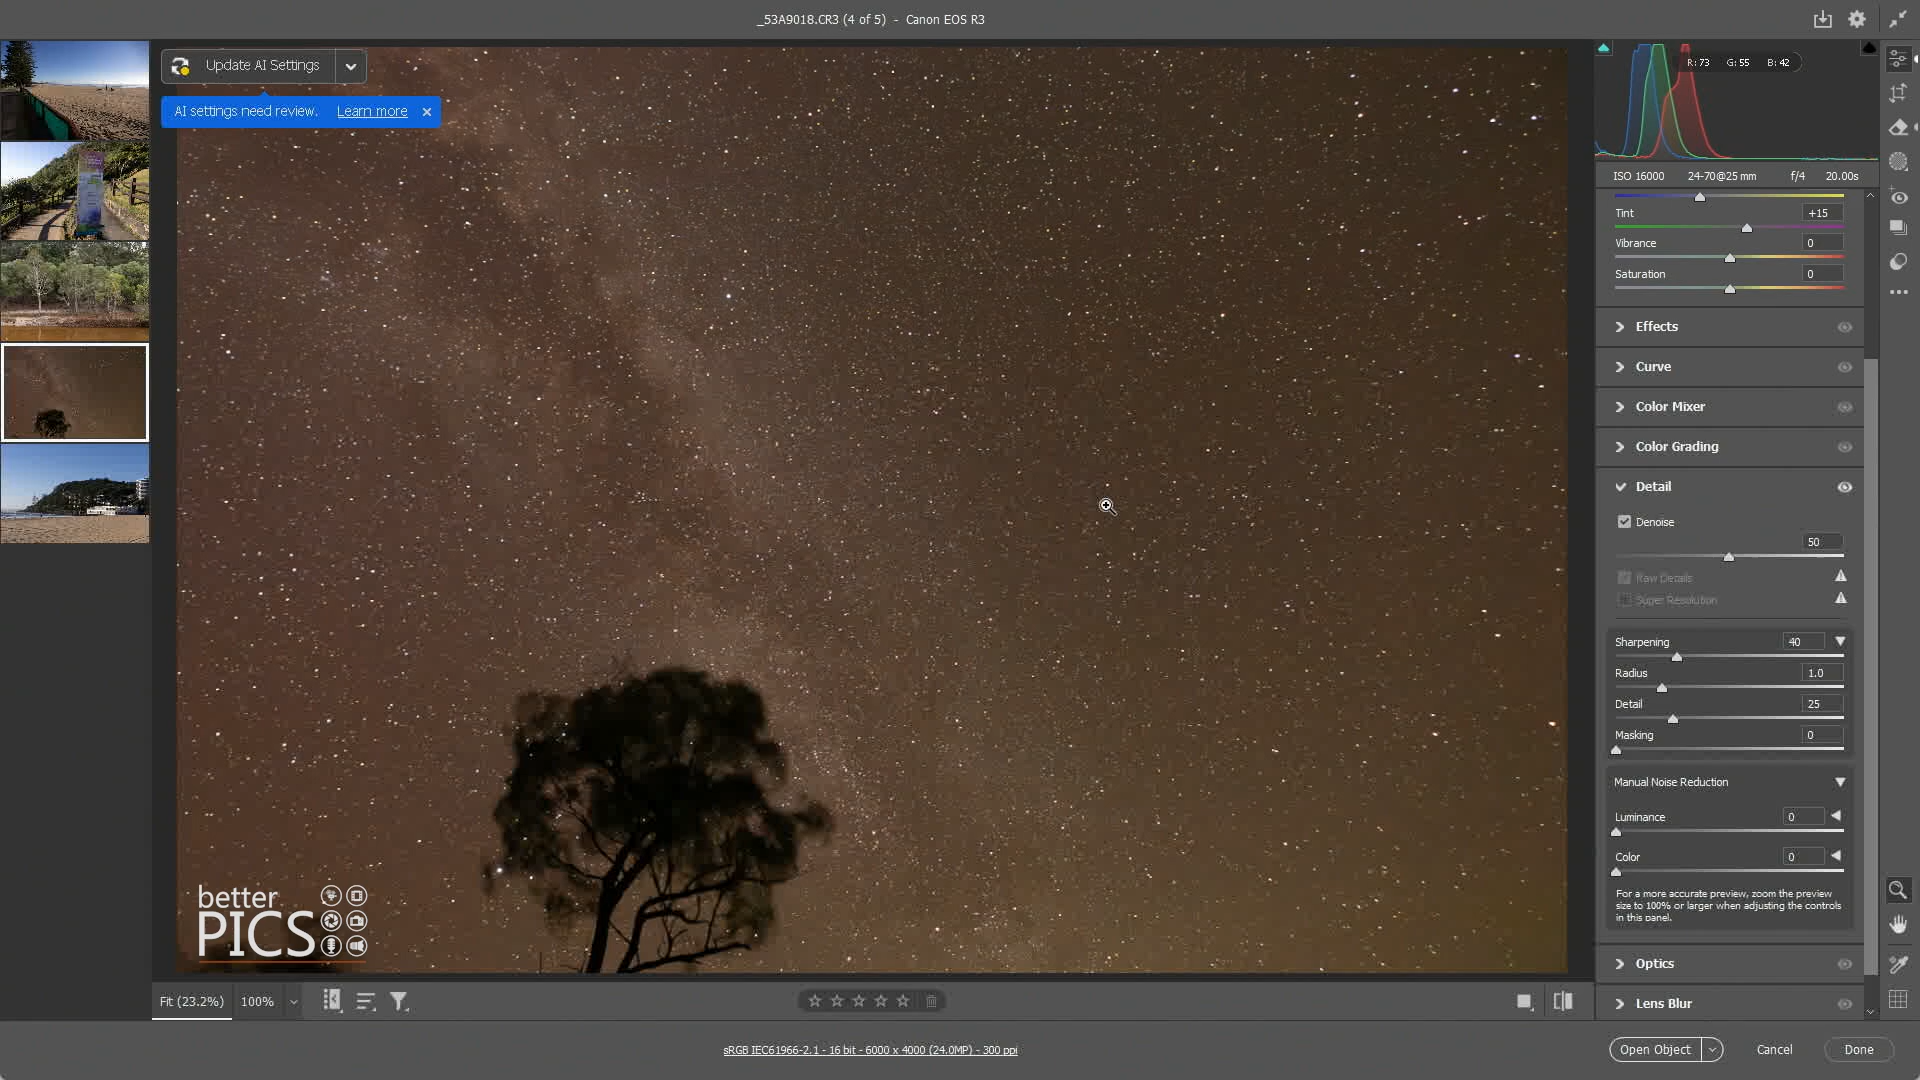 _53A9018.CR3 (4 of 5) - Canon EOS R3
Update AI Settings
AI settings need review. Learn more
R: 73 G: 55 B: 42
ISO 16000 24-70@25 mm f/4 20.00s
Tint +15
Vibrance 0
Saturation 0
Effects
Curve
Color Mixer
Color Grading
Detail
Denoise
50
Raw Details
Super Resolution
Sharpening 40
Radius 1.0
Detail 25
Masking 0
Manual Noise Reduction
Luminance 0
Color 0
For a more accurate preview, zoom the preview
size to 100% or larger when adjusting the controls
in this panel.
Optics
Lens Blur
better
PICS
Fit (23.2%) 100%
sRGB IEC61966-2.1 - 16 bit - 6000 x 4000 (24.0MP) - 300 ppi
Open Object Cancel Done